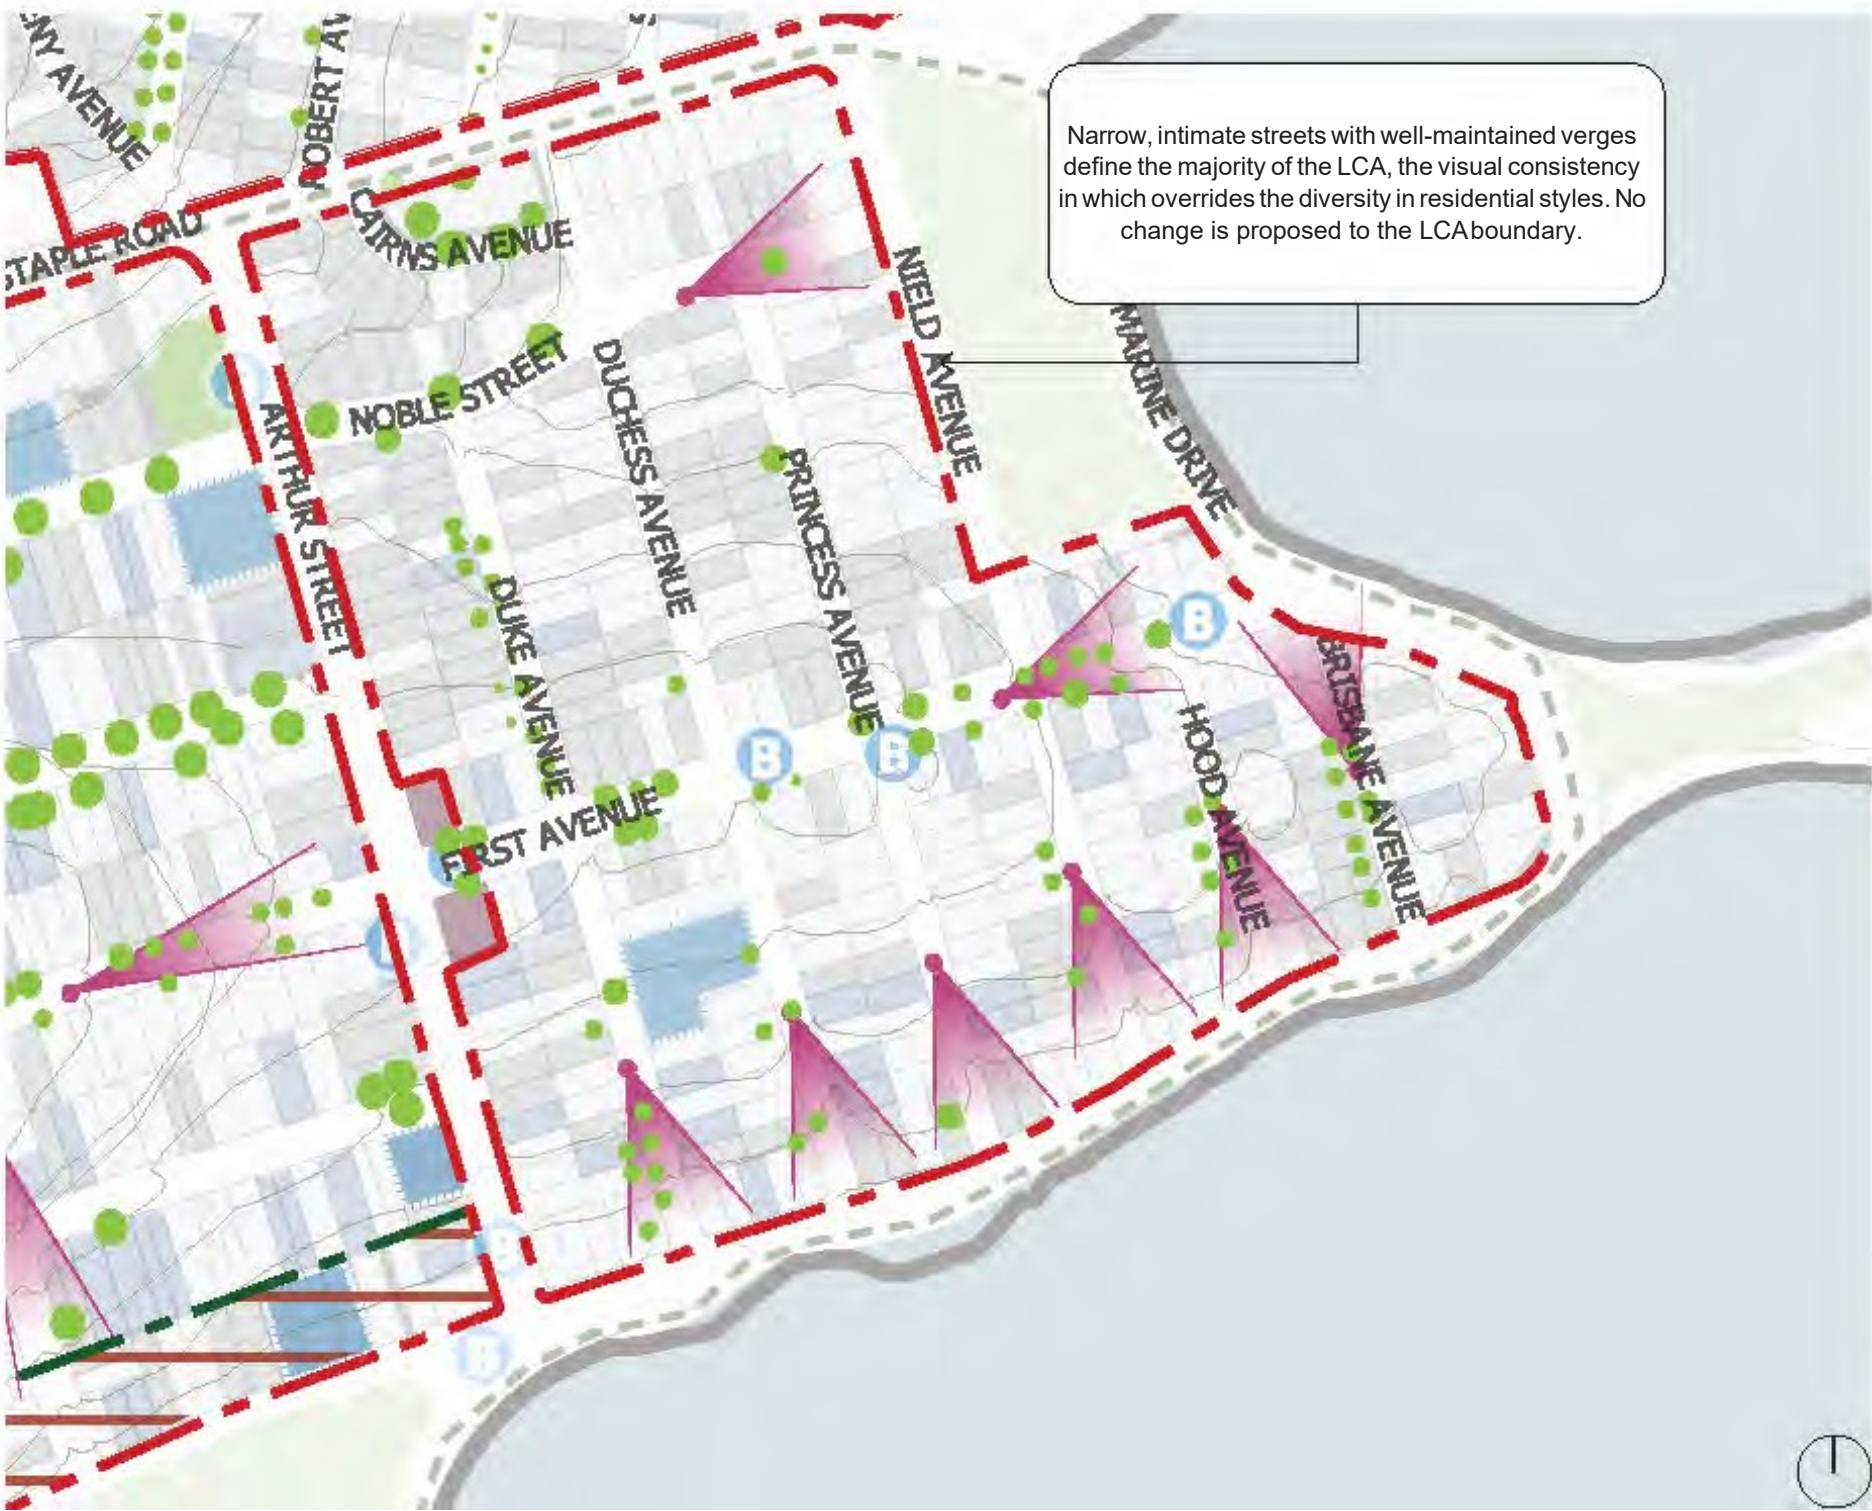 ROBERT AV
AVENUE
Narrow, intimate streets with well-maintained verges
define the majority of the LCA, the visual consistency
in which overrides the diversity in residential styles. No
change is proposed to the LCA boundary.
STAPLE ROAD
CAIRNS AVENUE
NIELD AVENUE
MARINE DRIVE
NOBLE STREET
DUCHESS AVENUE
ARTHUR STREET
PRINCESS AVENUE
DUKE AVENUE
B
BRISBANE AVENUE
HOOD AVENUE
B
B
FIRST AVENUE
B